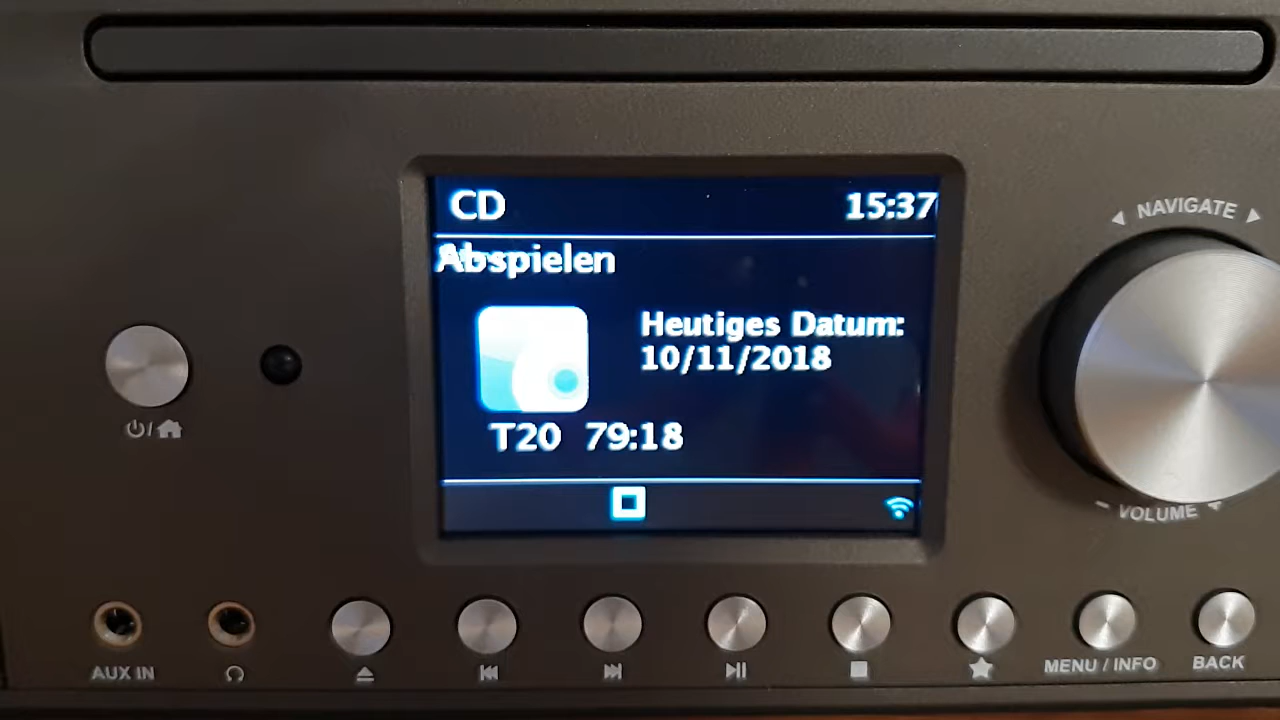 CD 15:37
Abspielen
Heutiges Datum:
10/11/2018
T20 79:18
NAVIGATE
VOLUME
AUX IN
MENU / INFO
BACK